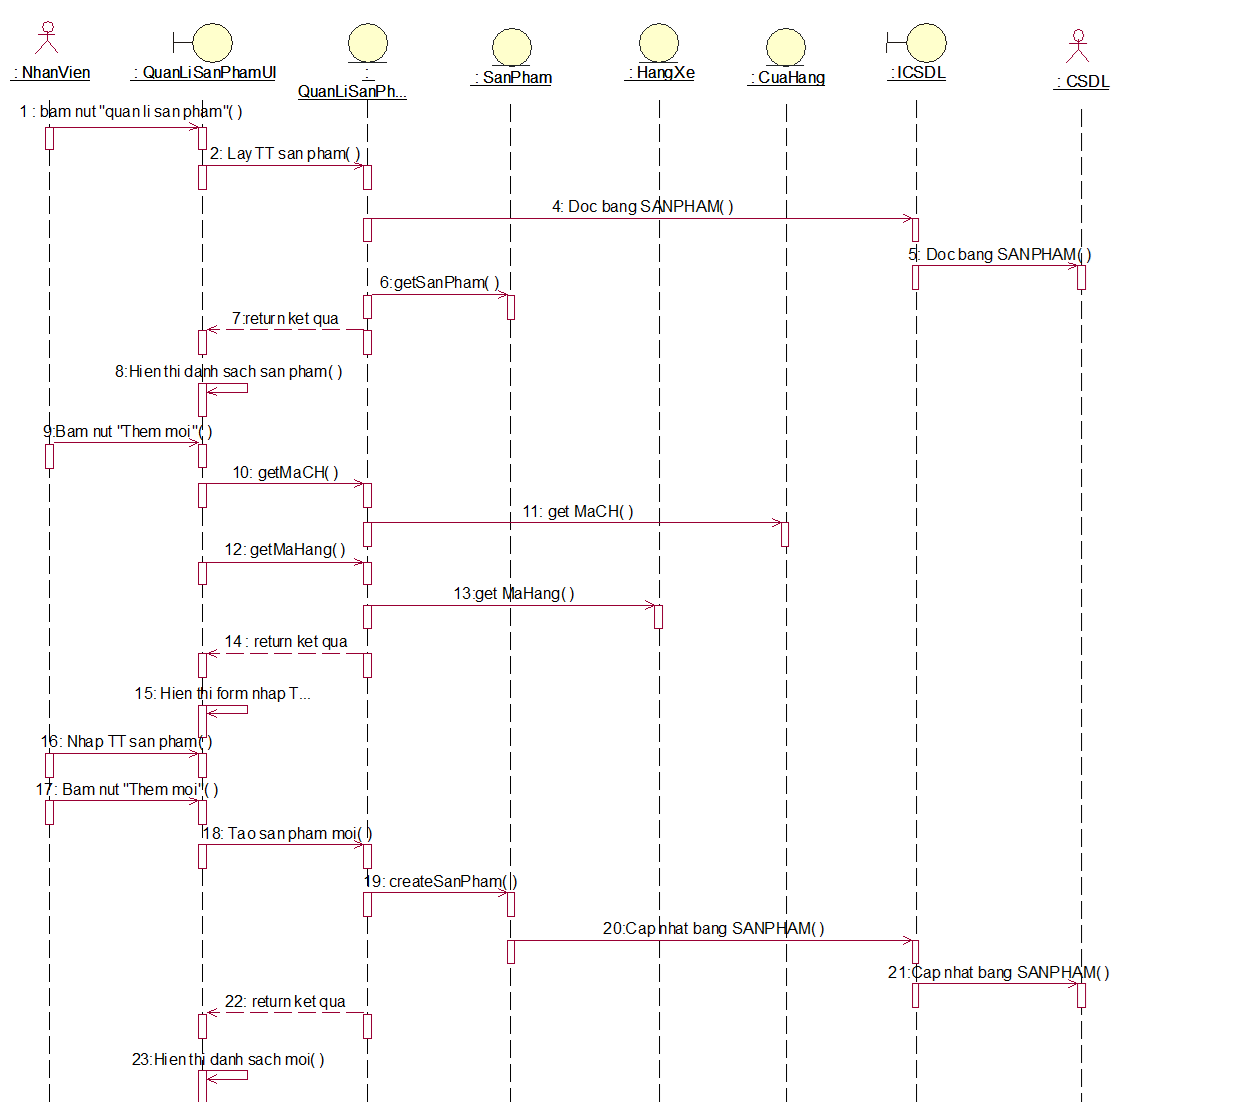 : NhanVien
: QuanLiSanPhamUI
:
QuanLiSanPh...
: SanPham
: HangXe
: CuaHang
: ICSDL
: CSDL
1 : bam nut "quan li san pham"( )
2: Lay TT san pham( )
4: Doc bang SANPHAM( )
5: Doc bang SANPHAM( )
6:getSanPham( )
7:return ket qua
8:Hien thi danh sach san pham( )
9:Bam nut "Them moi"( )
10: getMaCH( )
11: get MaCH( )
12: getMaHang( )
13:get MaHang( )
14 : return ket qua
15: Hien thi form nhap T...
16: Nhap TT san pham( )
17: Bam nut "Them moi"( )
18: Tao san pham moi( )
19: createSanPham( )
20:Cap nhat bang SANPHAM( )
21:Cap nhat bang SANPHAM( )
22: return ket qua
23:Hien thi danh sach moi( )